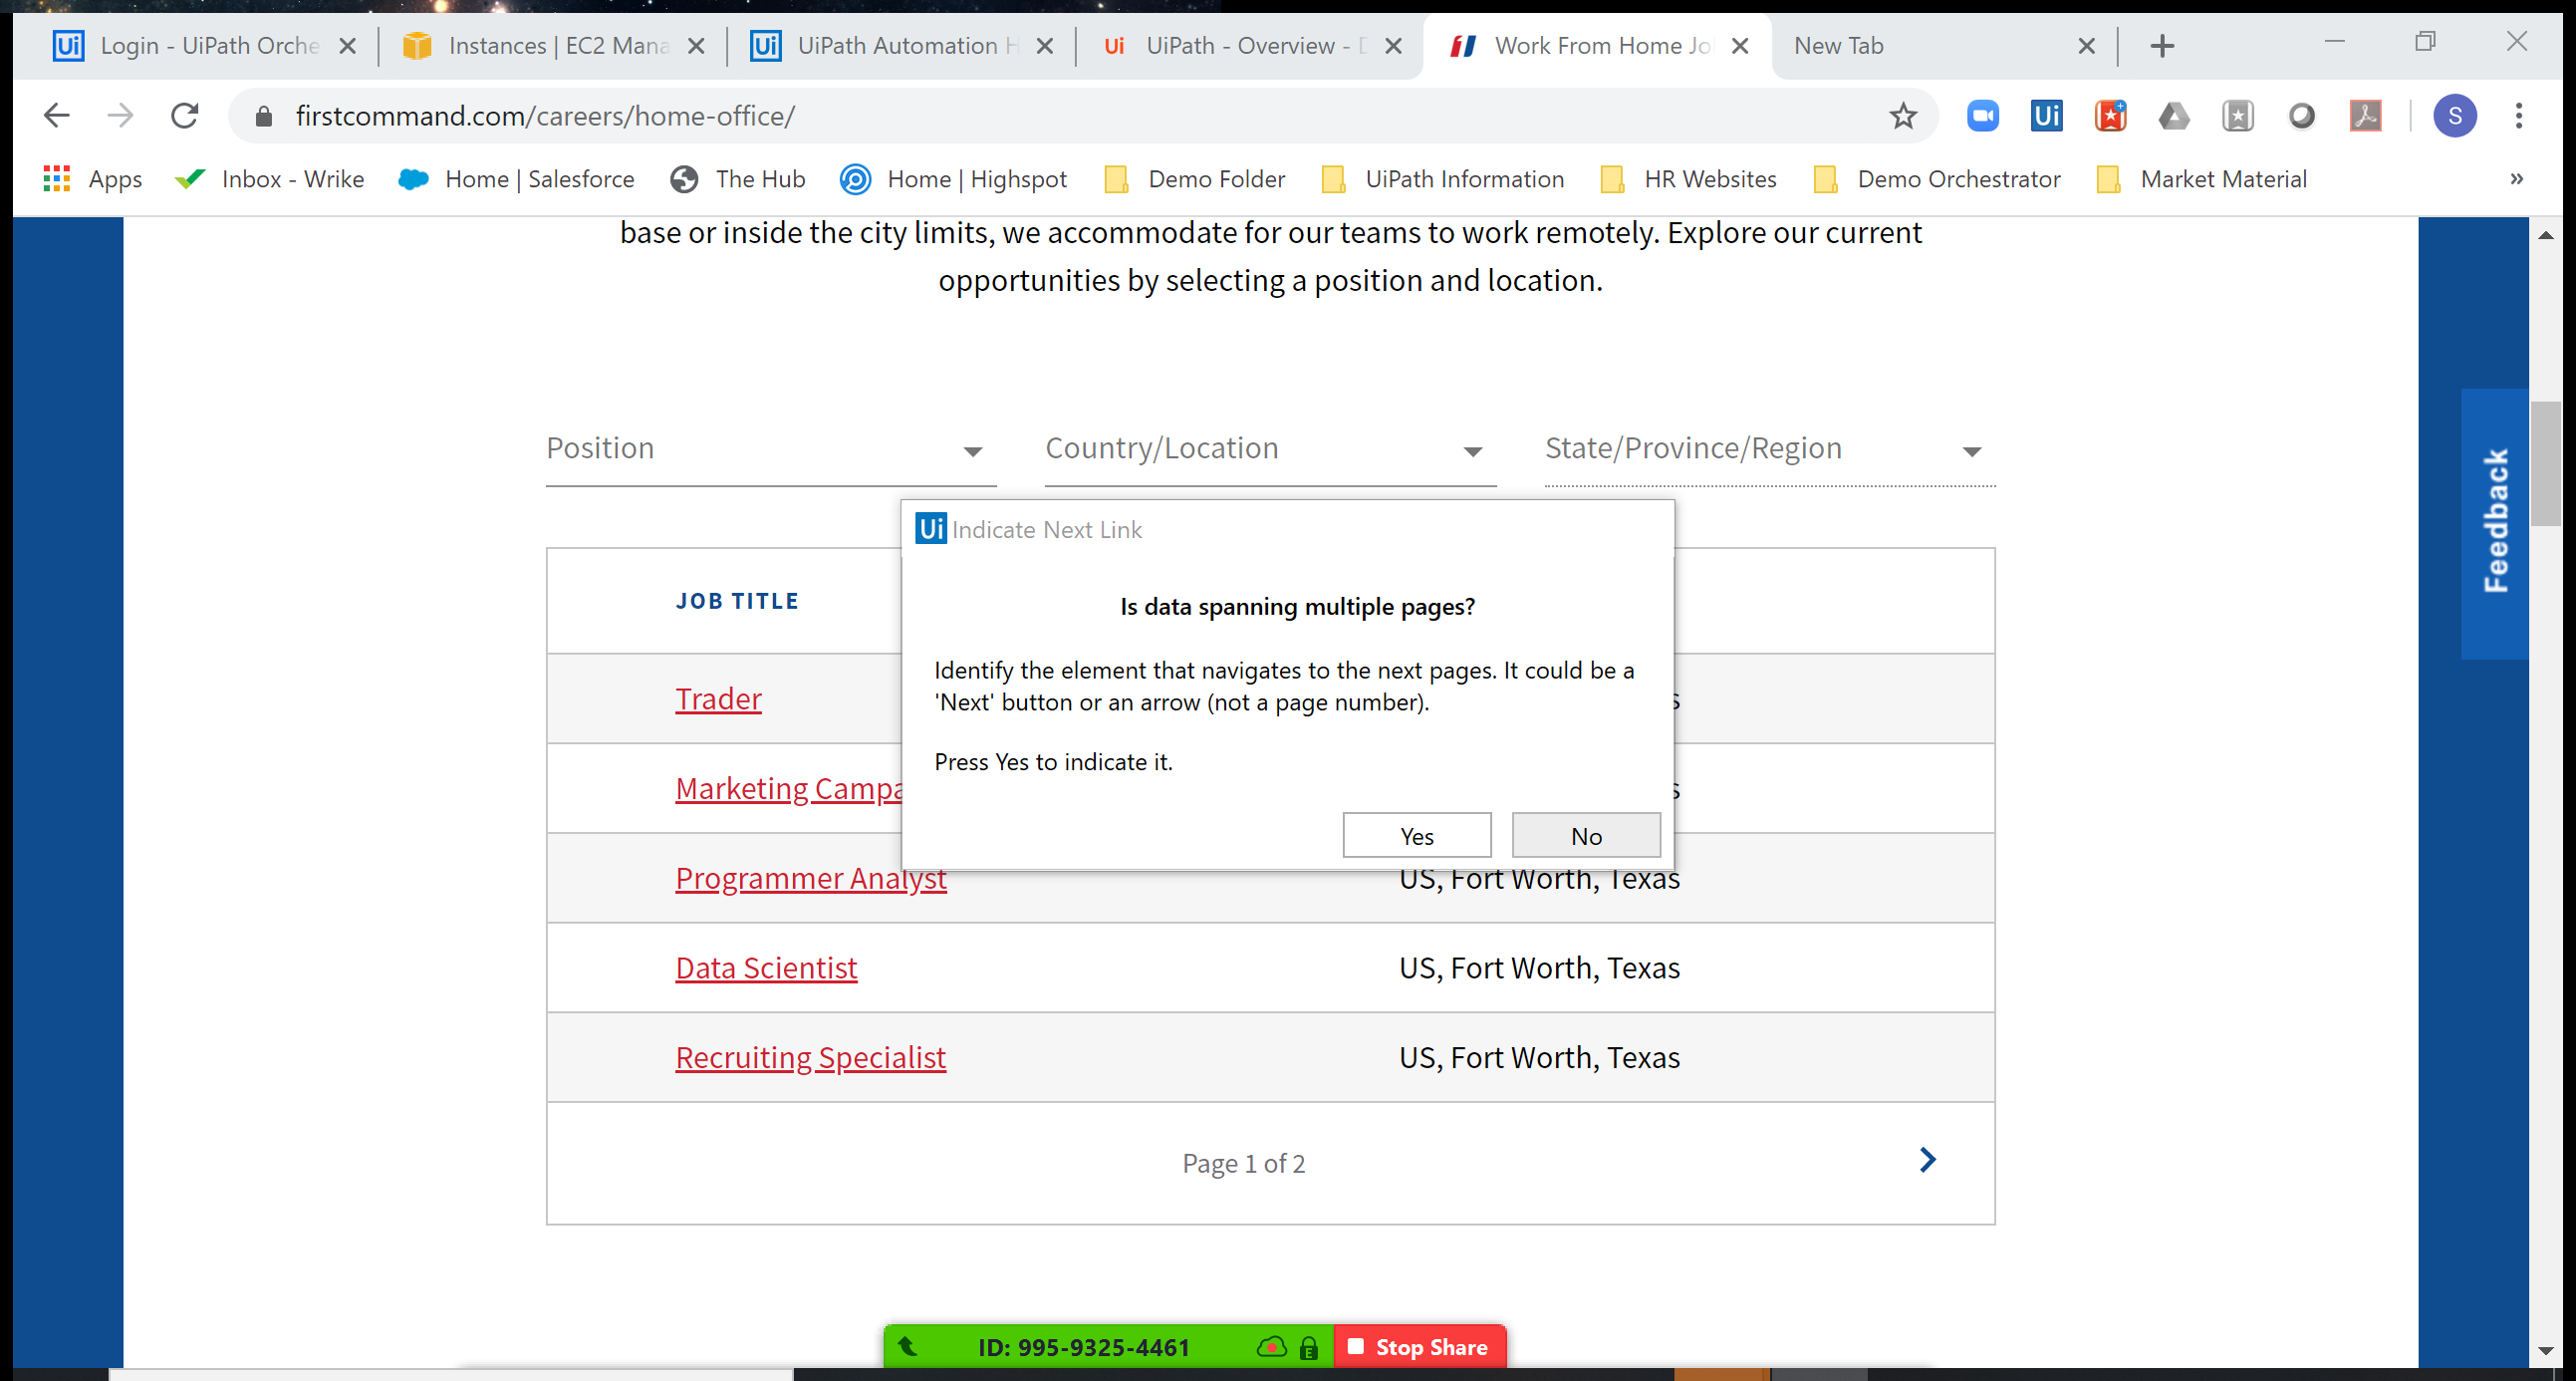 Ui Login - UiPath Orche
Instances | EC2 Mana
Ui UiPath Automation H
Ui UiPath - Overview - D
Work From Home Jo
New Tab
firstcommand.com/careers/home-office/
Ui
S
Apps
Inbox - Wrike
Home | Salesforce
The Hub
Home | Highspot
Demo Folder
UiPath Information
HR Websites
Demo Orchestrator
Market Material
»
base or inside the city limits, we accommodate for our teams to work remotely. Explore our current
opportunities by selecting a position and location.
Position
Country/Location
State/Province/Region
Feedback
Ui Indicate Next Link
Is data spanning multiple pages?
Identify the element that navigates to the next pages. It could be a
'Next' button or an arrow (not a page number).
Press Yes to indicate it.
Yes
No
JOB TITLE
Trader
s
Marketing Campa
s
Programmer Analyst
US, Fort Worth, Texas
Data Scientist
US, Fort Worth, Texas
Recruiting Specialist
US, Fort Worth, Texas
Page 1 of 2
ID: 995-9325-4461
E
Stop Share